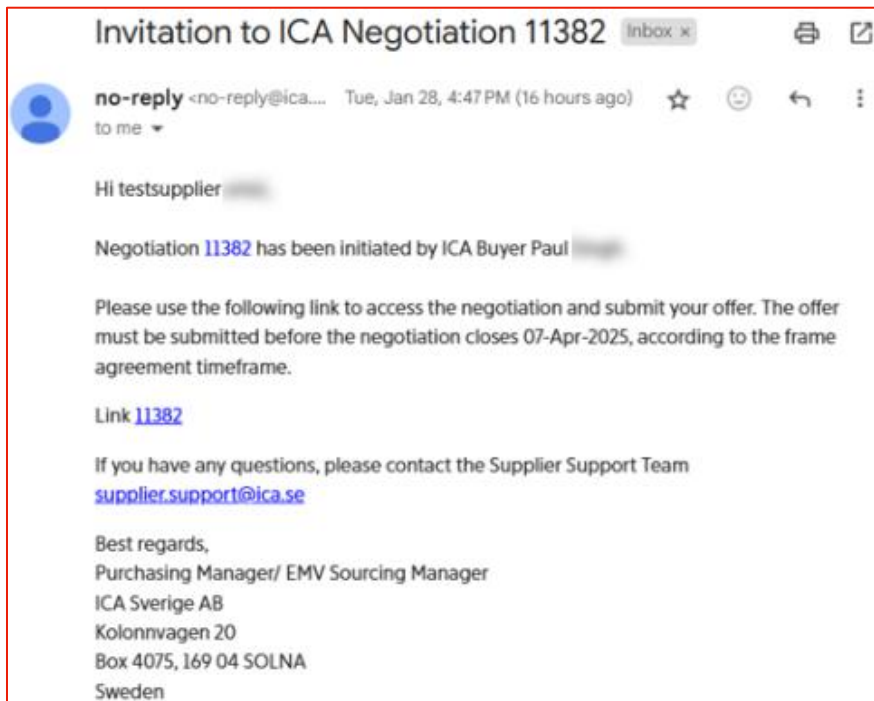 Invitation to ICA Negotiation 11382 Inbox ×
no-reply <no-reply@ica.... Tue, Jan 28, 4:47 PM (16 hours ago)
to me
Hi testsupplier
Negotiation 11382 has been initiated by ICA Buyer Paul
Please use the following link to access the negotiation and submit your offer. The offer
must be submitted before the negotiation closes 07-Apr-2025, according to the frame
agreement timeframe.
Link 11382
If you have any questions, please contact the Supplier Support Team
supplier.support@ica.se
Best regards,
Purchasing Manager/ EMV Sourcing Manager
ICA Sverige AB
Kolonnvagen 20
Box 4075, 169 04 SOLNA
Sweden